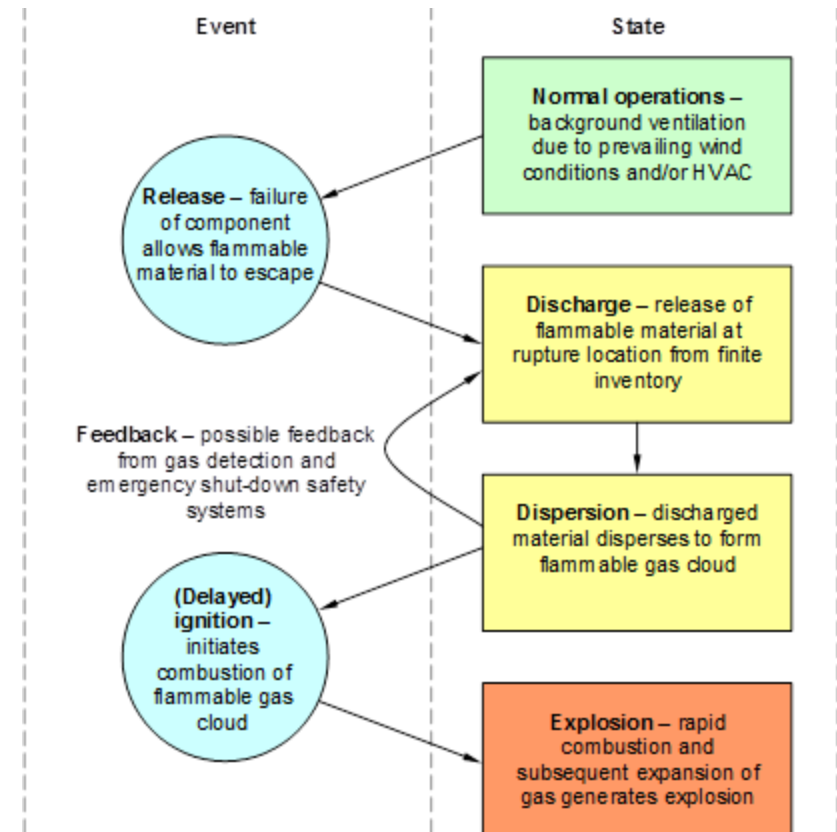 Event
State
Normal operations –
background ventilation
due to prevailing wind
conditions and/or HVAC
Release – failure
of component
allows flammable
material to escape
Discharge – release of
flammable material at
rupture location from finite
inventory
Feedback – possible feedback
from gas detection and
emergency shut-down safety
systems
Dispersion – discharged
material disperses to form
flammable gas cloud
(Delayed)
ignition –
initiates
combustion of
flammable gas
cloud
Explosion – rapid
combustion and
subsequent expansion of
gas generates explosion